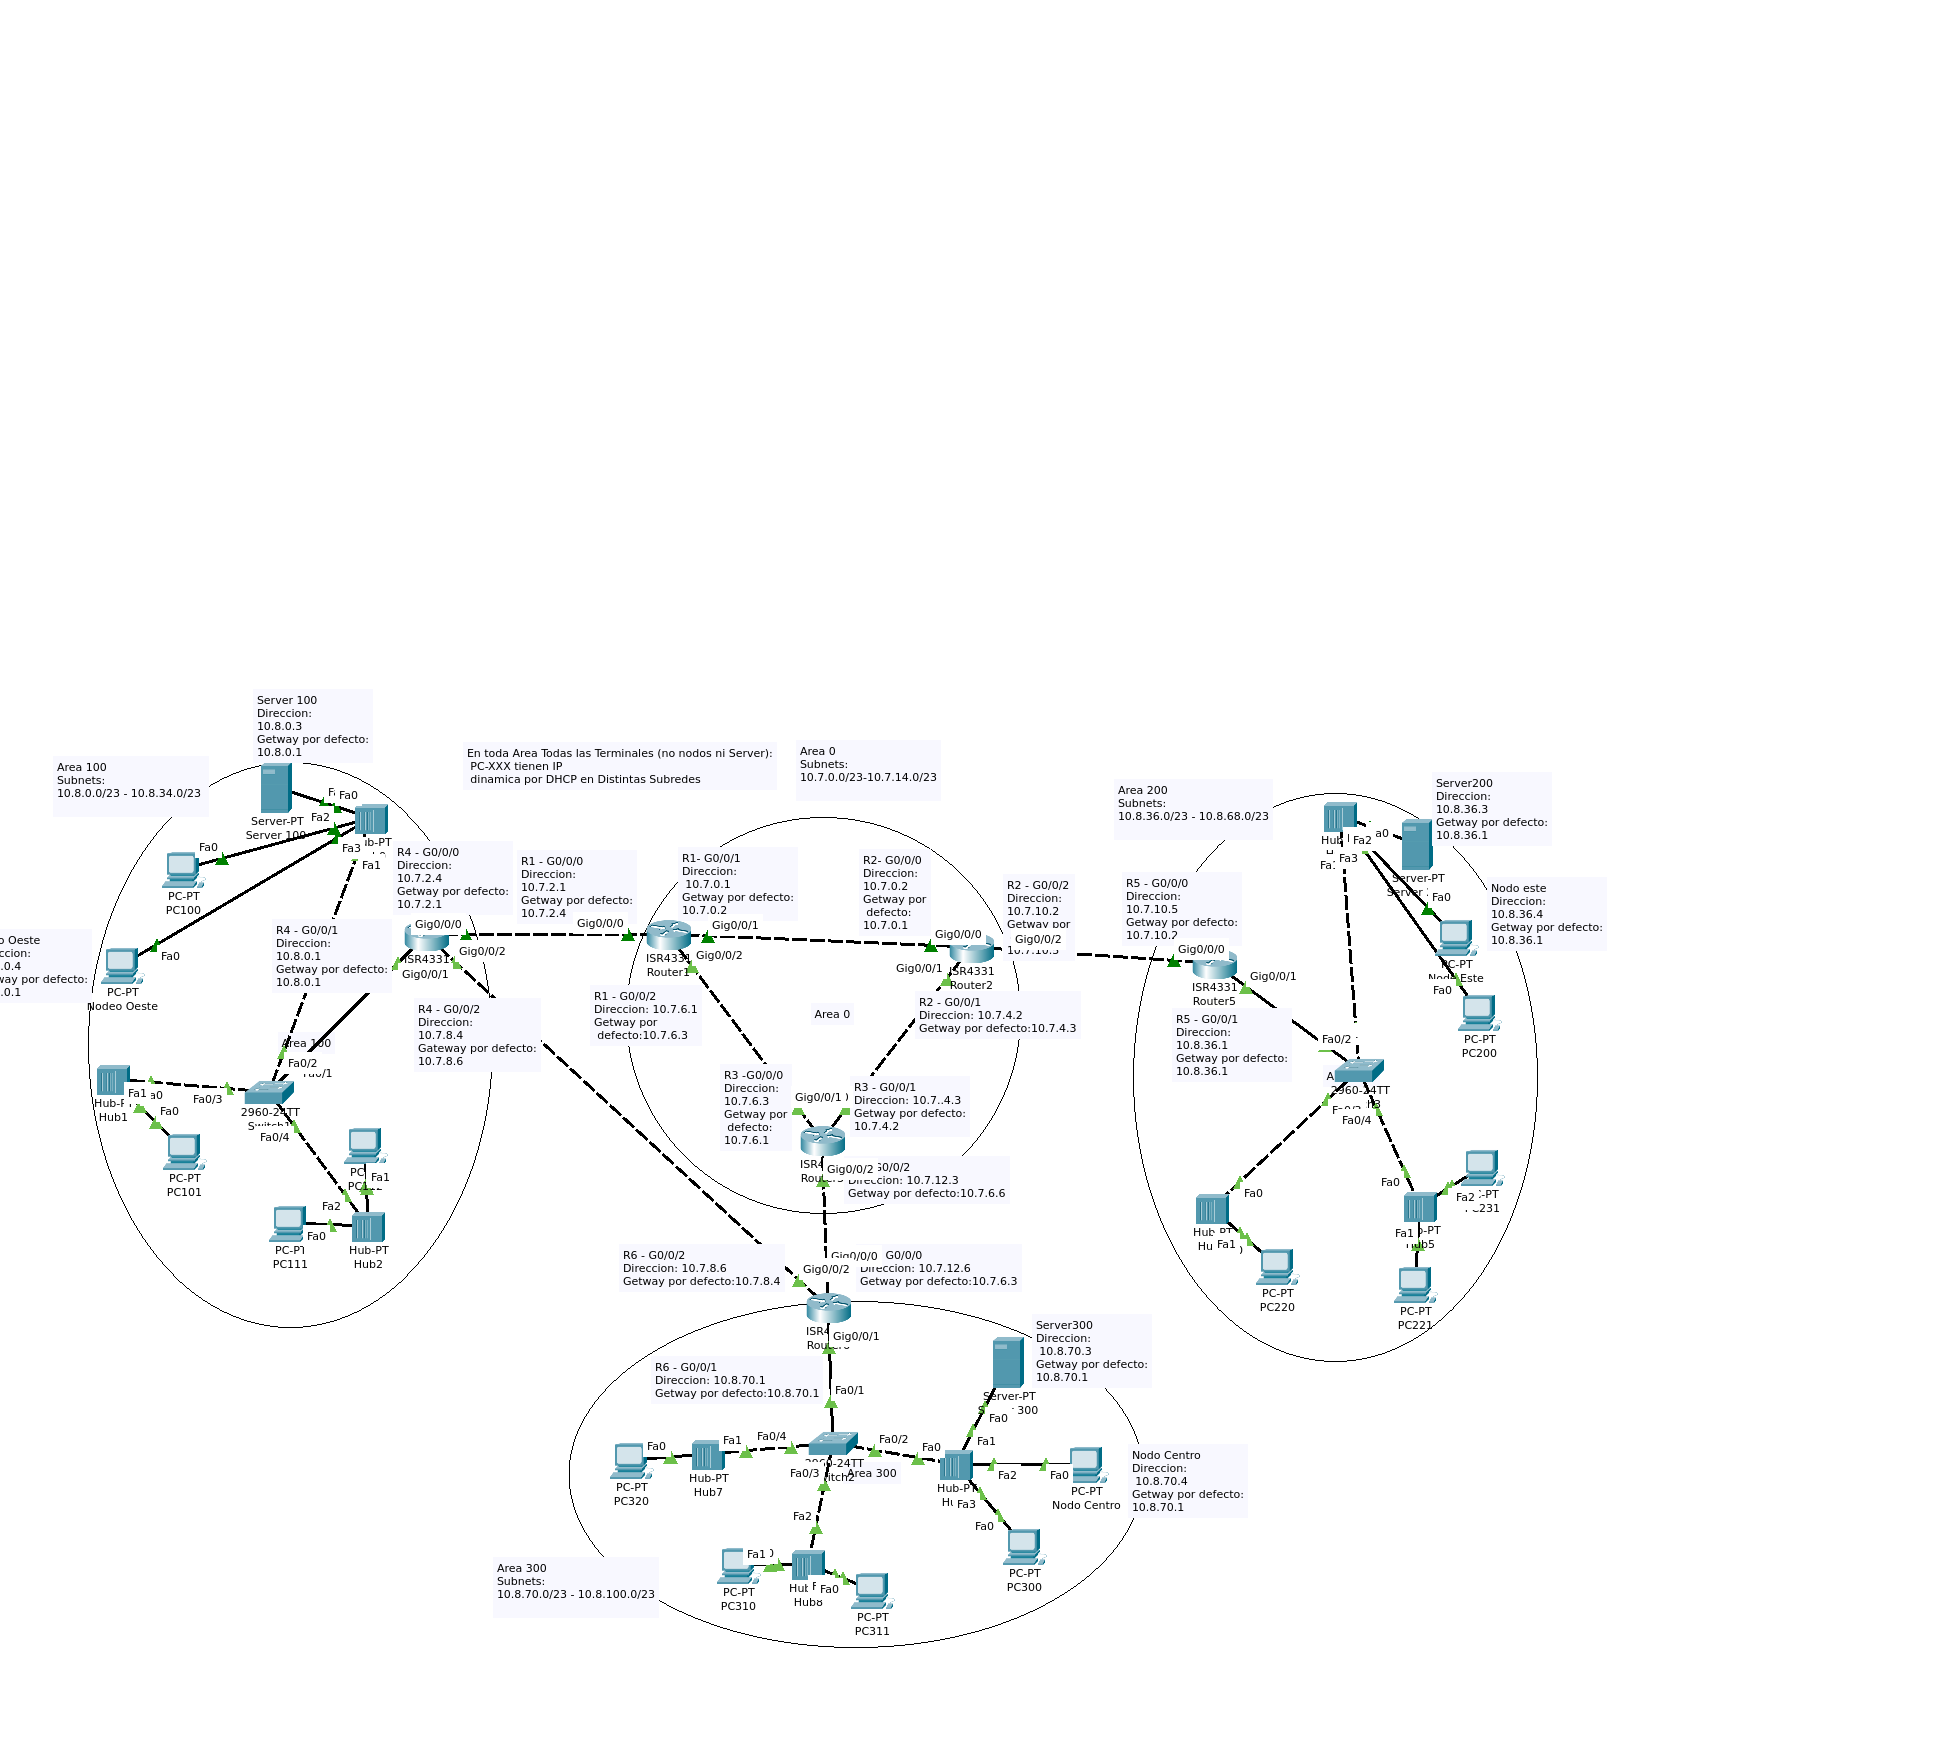 Server 100
Direccion:
10.8.0.3
Getway por defecto:
10.8.0.1
Area 100
Subnets:
10.8.0.0/23 - 10.8.34.0/23
En toda Area Todas las Terminales (no nodos ni Server):
PC-XXX tienen IP
dinamica por DHCP en Distintas Subredes
Area 0
Subnets:
10.7.0.0/23-10.7.14.0/23
Area 200
Subnets:
10.8.36.0/23 - 10.8.68.0/23
Server200
Direccion:
10.8.36.3
Getway por defecto:
10.8.36.1
Server-PT
Server 100
Fa0
Fa2
Fa3
Fa1
Fa0
PC-PT
PC100
Oeste
.0.4
por defecto:
.0.1
Fa0
PC-PT
Nodeo Oeste
R4 - G0/0/0
Direccion:
10.7.2.4
Getway por defecto:
10.7.2.1
R4 - G0/0/1
Direccion:
10.8.0.1
Getway por defecto:
10.8.0.1
Gig0/0/0
Gig0/0/2
Gig0/0/1
ISR4331
R4 - G0/0/2
Direccion:
10.7.8.4
Gateway por defecto:
10.7.8.6
R1 - G0/0/0
Direccion:
10.7.2.1
Getway por defecto:
10.7.2.4
Gig0/0/0
R1- G0/0/1
Direccion:
10.7.0.1
Getway por defecto:
10.7.0.2
Gig0/0/1
Gig0/0/2
ISR4331
Router1
R1 - G0/0/2
Direccion: 10.7.6.1
Getway por
defecto:10.7.6.3
R2- G0/0/0
Direccion:
10.7.0.2
Getway por
defecto:
10.7.0.1
Gig0/0/0
Gig0/0/1
ISR4331
Router2
R2 - G0/0/2
Direccion:
10.7.10.2
Getway por
Gig0/0/2
R2 - G0/0/1
Direccion: 10.7.4.2
Getway por defecto:10.7.4.3
Area 0
R5 - G0/0/0
Direccion:
10.7.10.5
Getway por defecto:
10.7.10.2
Gig0/0/0
Gig0/0/1
ISR4331
Router5
R5 - G0/0/1
Direccion:
10.8.36.1
Getway por defecto:
10.8.36.1
Fa2
Fa3
Server-PT
Fa0
Nodo este
Direccion:
10.8.36.4
Getway por defecto:
10.8.36.1
PC-PT
Nodo Este
Fa0
PC-PT
PC200
Area 100
Fa0/2
Fa0/3
Fa0/4
2960-24TT
Fa1
Fa0
Hub1
PC-PT
PC101
Fa1
Fa2
Fa0
PC-PT
PC111
Hub-PT
Hub2
R3 -G0/0/0
Direccion:
10.7.6.3
Getway por
defecto:
10.7.6.1
Gig0/0/1
R3 - G0/0/1
Direccion: 10.7..4.3
Getway por defecto:
10.7.4.2
Gig0/0/2
Direccion: 10.7.12.3
Getway por defecto:10.7.6.6
Fa0/2
2960-24TT
Fa0/4
Fa0
Fa1
PC-PT
PC220
Fa0
Fa2
PC231
Fa1
PC-PT
PC221
R6 - G0/0/2
Direccion: 10.7.8.6
Getway por defecto:10.7.8.4
Gig0/0/0
Gig0/0/2
G0/0/0
Direccion: 10.7.12.6
Getway por defecto:10.7.6.3
Gig0/0/1
R6 - G0/0/1
Direccion: 10.8.70.1
Getway por defecto:10.8.70.1
Fa0/1
Server300
Direccion:
10.8.70.3
Getway por defecto:
10.8.70.1
Server-PT
300
Fa0
Fa1
Fa0
Fa1
Fa0/4
Fa0/2
Fa0
Fa0/3
Area 300
PC-PT
PC320
Hub-PT
Hub7
Hub-PT
Fa2
Fa0
Fa3
PC-PT
Nodo Centro
Nodo Centro
Direccion:
10.8.70.4
Getway por defecto:
10.8.70.1
Fa0
PC-PT
PC300
Fa2
Fa1
Fa0
PC-PT
PC310
Hub8
PC-PT
PC311
Area 300
Subnets:
10.8.70.0/23 - 10.8.100.0/23